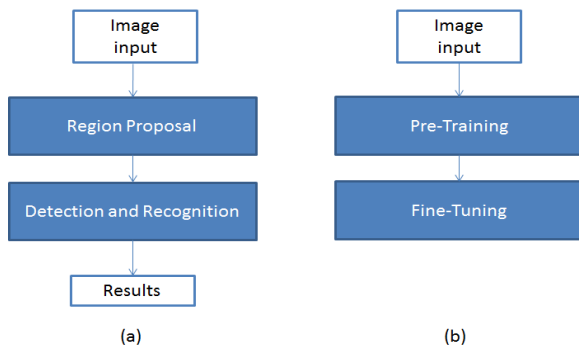 Image
input
Region Proposal
Detection and Recognition
Results
(a)
Image
input
Pre-Training
Fine-Tuning
(b)